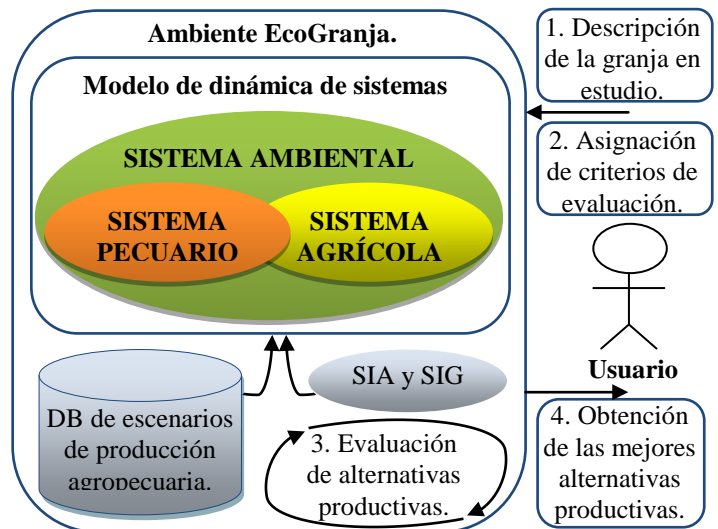 Ambiente EcoGranja.
Modelo de dinámica de sistemas
SISTEMA AMBIENTAL
SISTEMA
PECUARIO
SISTEMA
AGRÍCOLA
DB de escenarios
de producción
agropecuaria.
SIA y SIG
3. Evaluación
de alternativas
productivas.
1. Descripción
de la granja en
estudio.
2. Asignación
de criterios de
evaluación.
Usuario
4. Obtención
de las mejores
alternativas
productivas.